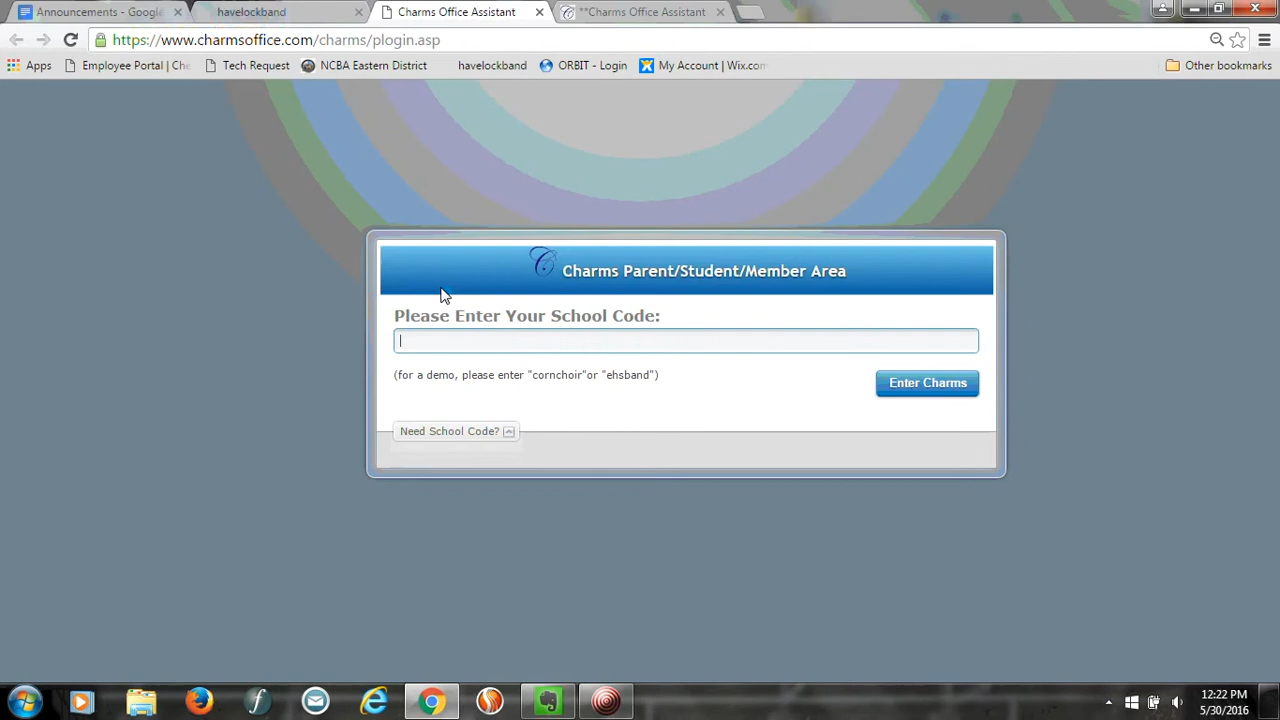 Announcements - Google
havelockband
Charms Office Assistant
**Charms Office Assistant
https://www.charmsoffice.com/charms/plogin.asp
Apps
Employee Portal | Ch
Tech Request
NCBA Eastern District
havelockband
ORBIT - Login
My Account | Wix.com
Other bookmarks
Charms Parent/Student/Member Area
Please Enter Your School Code:
(for a demo, please enter "cornchoir"or "ehsband")
Enter Charms
Need School Code?
12:22 PM
5/30/2016